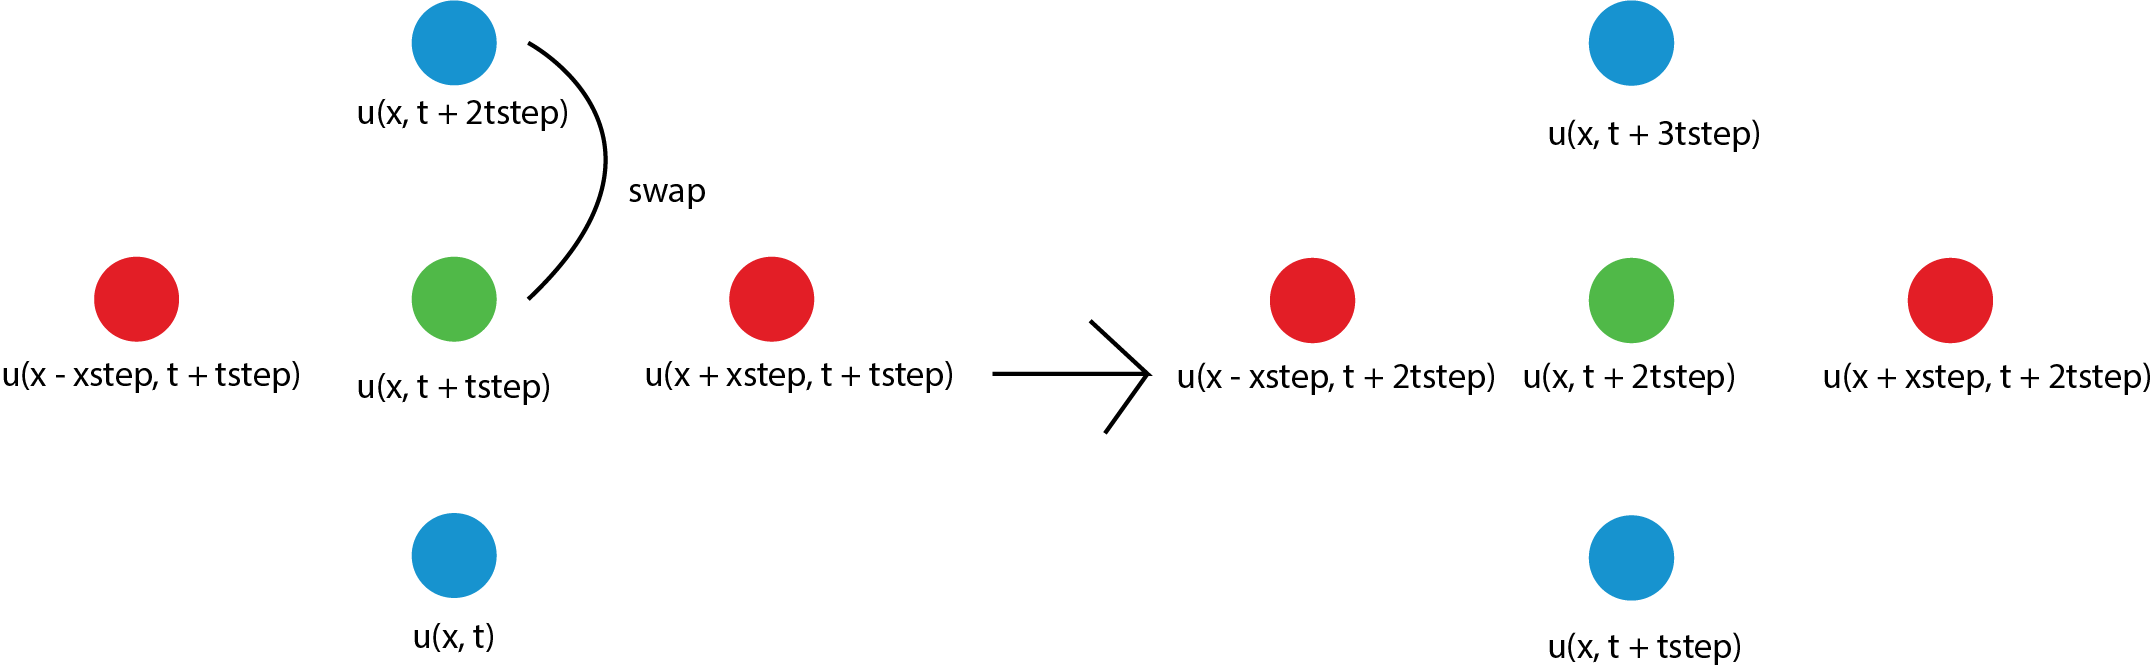 u(x, t + 2tstep)
swap
u(x - xstep, t + tstep)
u(x, t + tstep)
u(x + xstep, t + tstep)
u(x, t)
u(x, t + 3tstep)
u(x - xstep, t + 2tstep)
u(x, t + 2tstep)
u(x + xstep, t + 2tstep)
u(x, t + tstep)